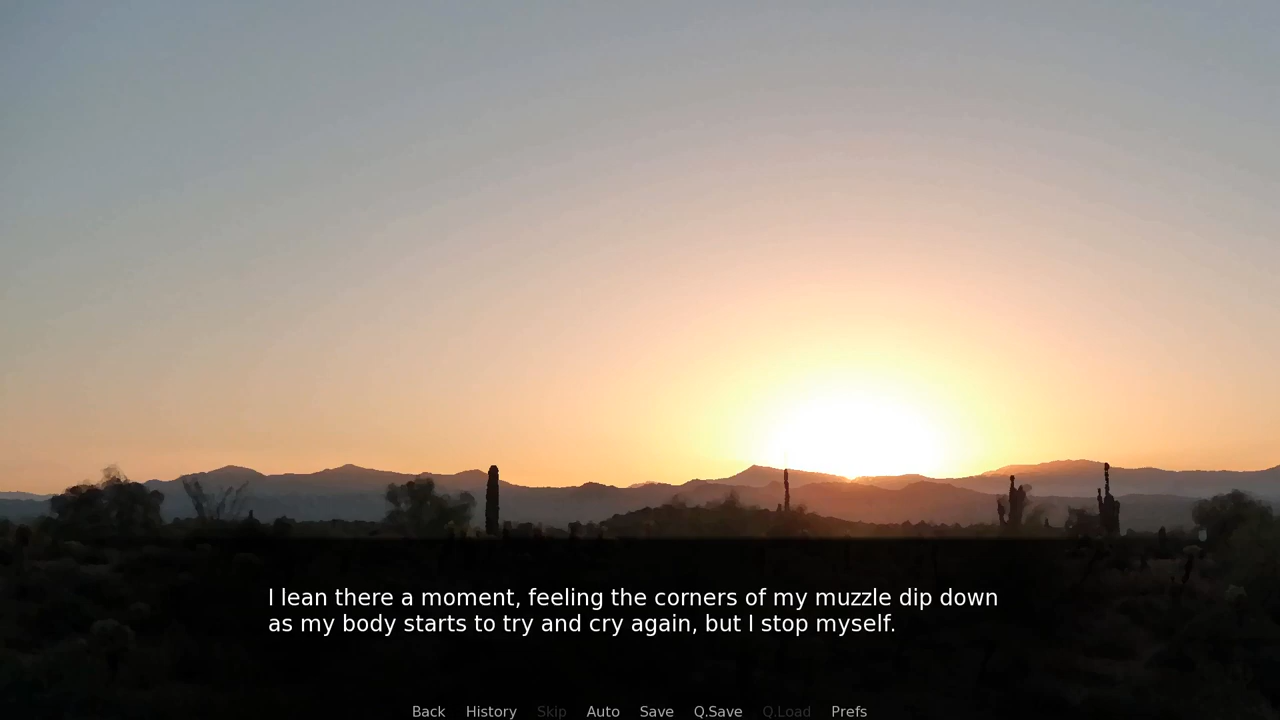 I lean there a moment, feeling the corners of my muzzle dip down
as my body starts to try and cry again, but I stop myself.
Back History Skip Auto Save Q.Save Q.Load Prefs